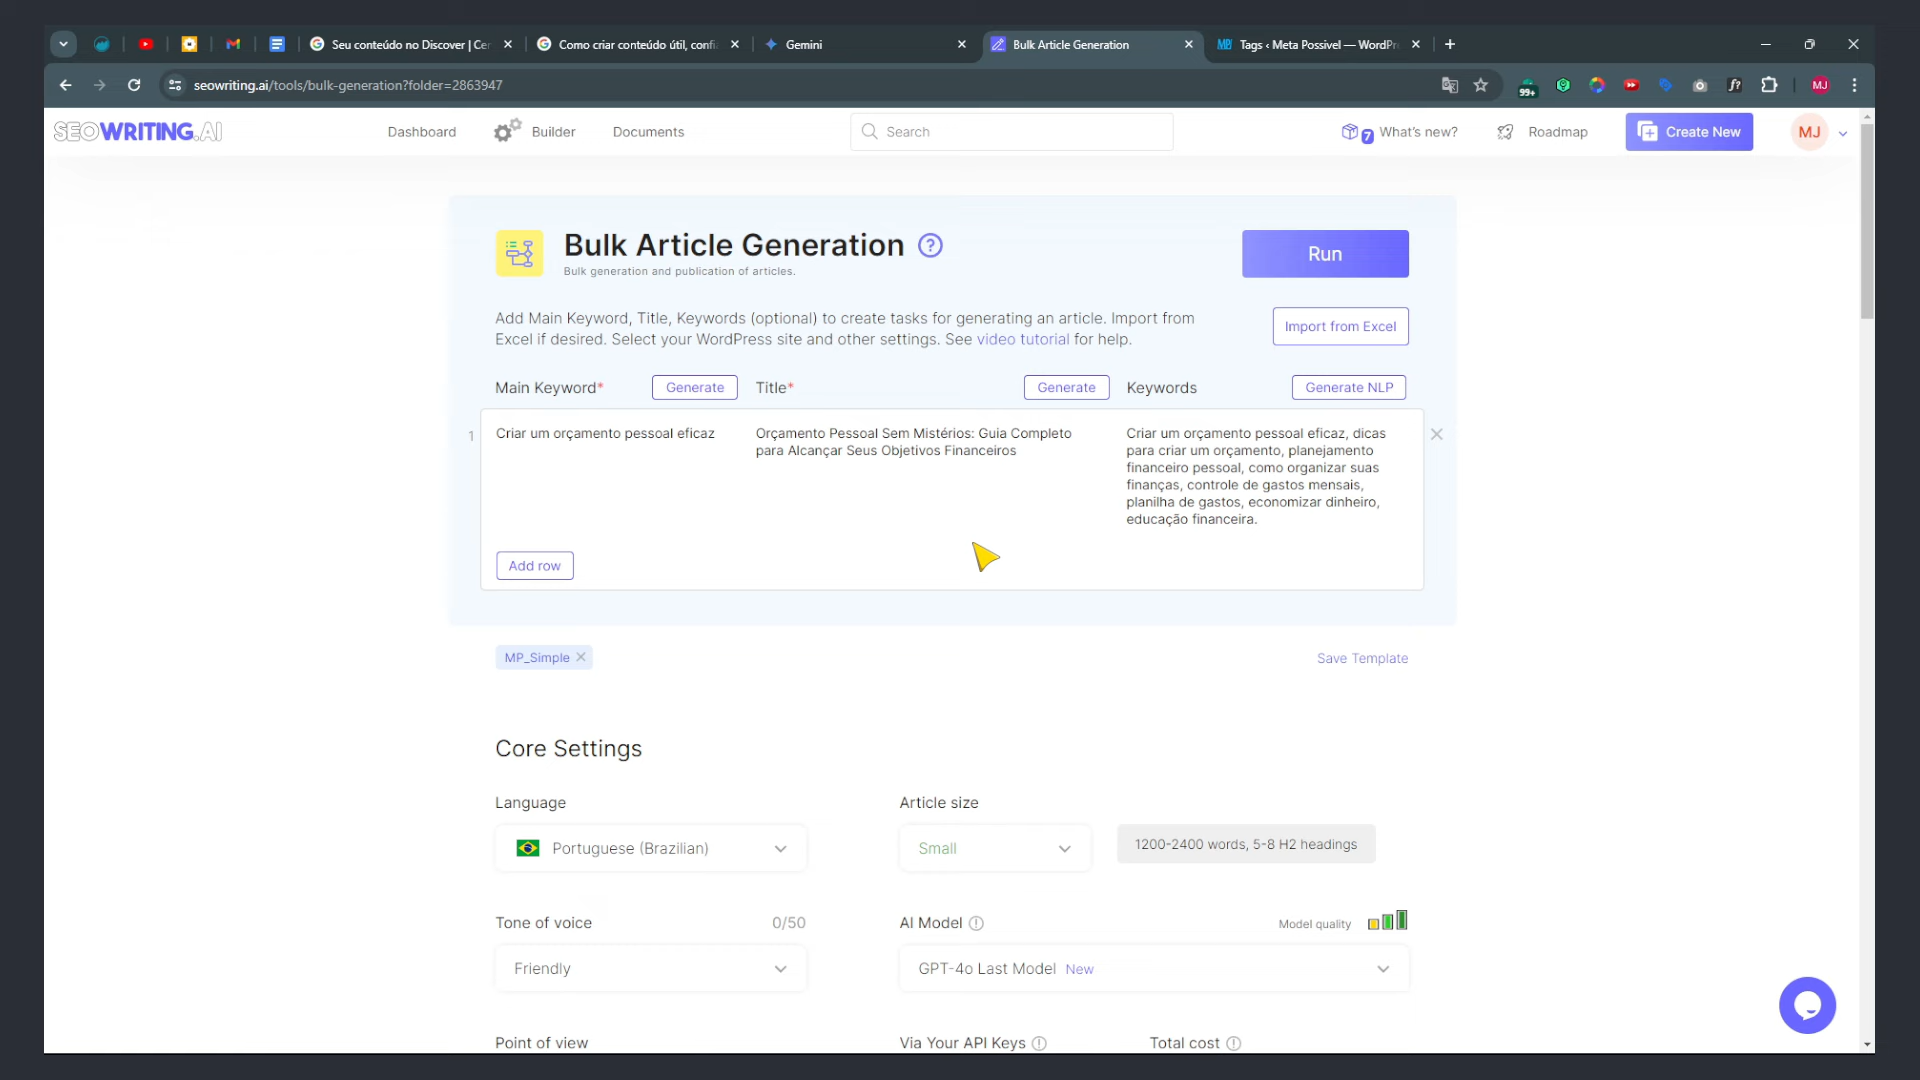 Seu conteúdo no Discover | Cer
Como criar conteúdo útil, confi
Gemini
Bulk Article Generation
Tags ‹ Meta Possivel — WordPr
seowriting.ai/tools/bulk-generation?folder=2863947
99+
f?
MJ
SEOWRITING.AI
Dashboard
Builder
Documents
Search
7
What's new?
Roadmap
Create New
MJ
Bulk Article Generation ?
Bulk generation and publication of articles.
Run
Add Main Keyword, Title, Keywords (optional) to create tasks for generating an article. Import from
Excel if desired. Select your WordPress site and other settings. See video tutorial for help.
Import from Excel
Main Keyword*
Generate
Title*
Generate
Keywords
Generate NLP
1
Criar um orçamento pessoal eficaz
Orçamento Pessoal Sem Mistérios: Guia Completo
para Alcançar Seus Objetivos Financeiros
Criar um orçamento pessoal eficaz, dicas
para criar um orçamento, planejamento
financeiro pessoal, como organizar suas
finanças, controle de gastos mensais,
planilha de gastos, economizar dinheiro,
educação financeira.
Add row
MP_Simple
Save Template
Core Settings
Language
Article size
Portuguese (Brazilian)
Small
1200-2400 words, 5-8 H2 headings
Tone of voice
0/50
AI Model
Model quality
Friendly
GPT-4o Last Model New
Point of view
Via Your API Keys
Total cost